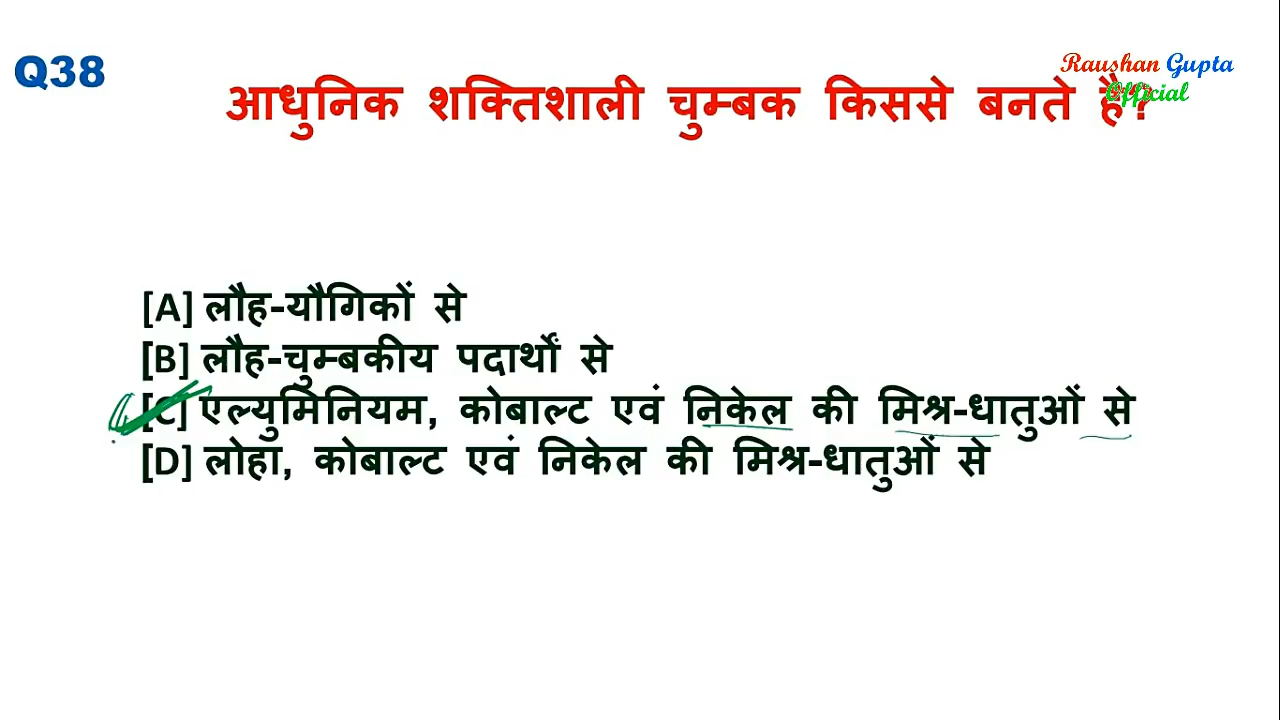 Q38
Raushan Gupta
Official
आधुनिक शक्तिशाली चुम्बक किससे बनते है?
[A] लौह-यौगिकों से
[B] लौह-चुम्बकीय पदार्थों से
[C] एल्युमिनियम, कोबाल्ट एवं निकेल की मिश्र-धातुओं से
[D] लोहा, कोबाल्ट एवं निकेल की मिश्र-धातुओं से